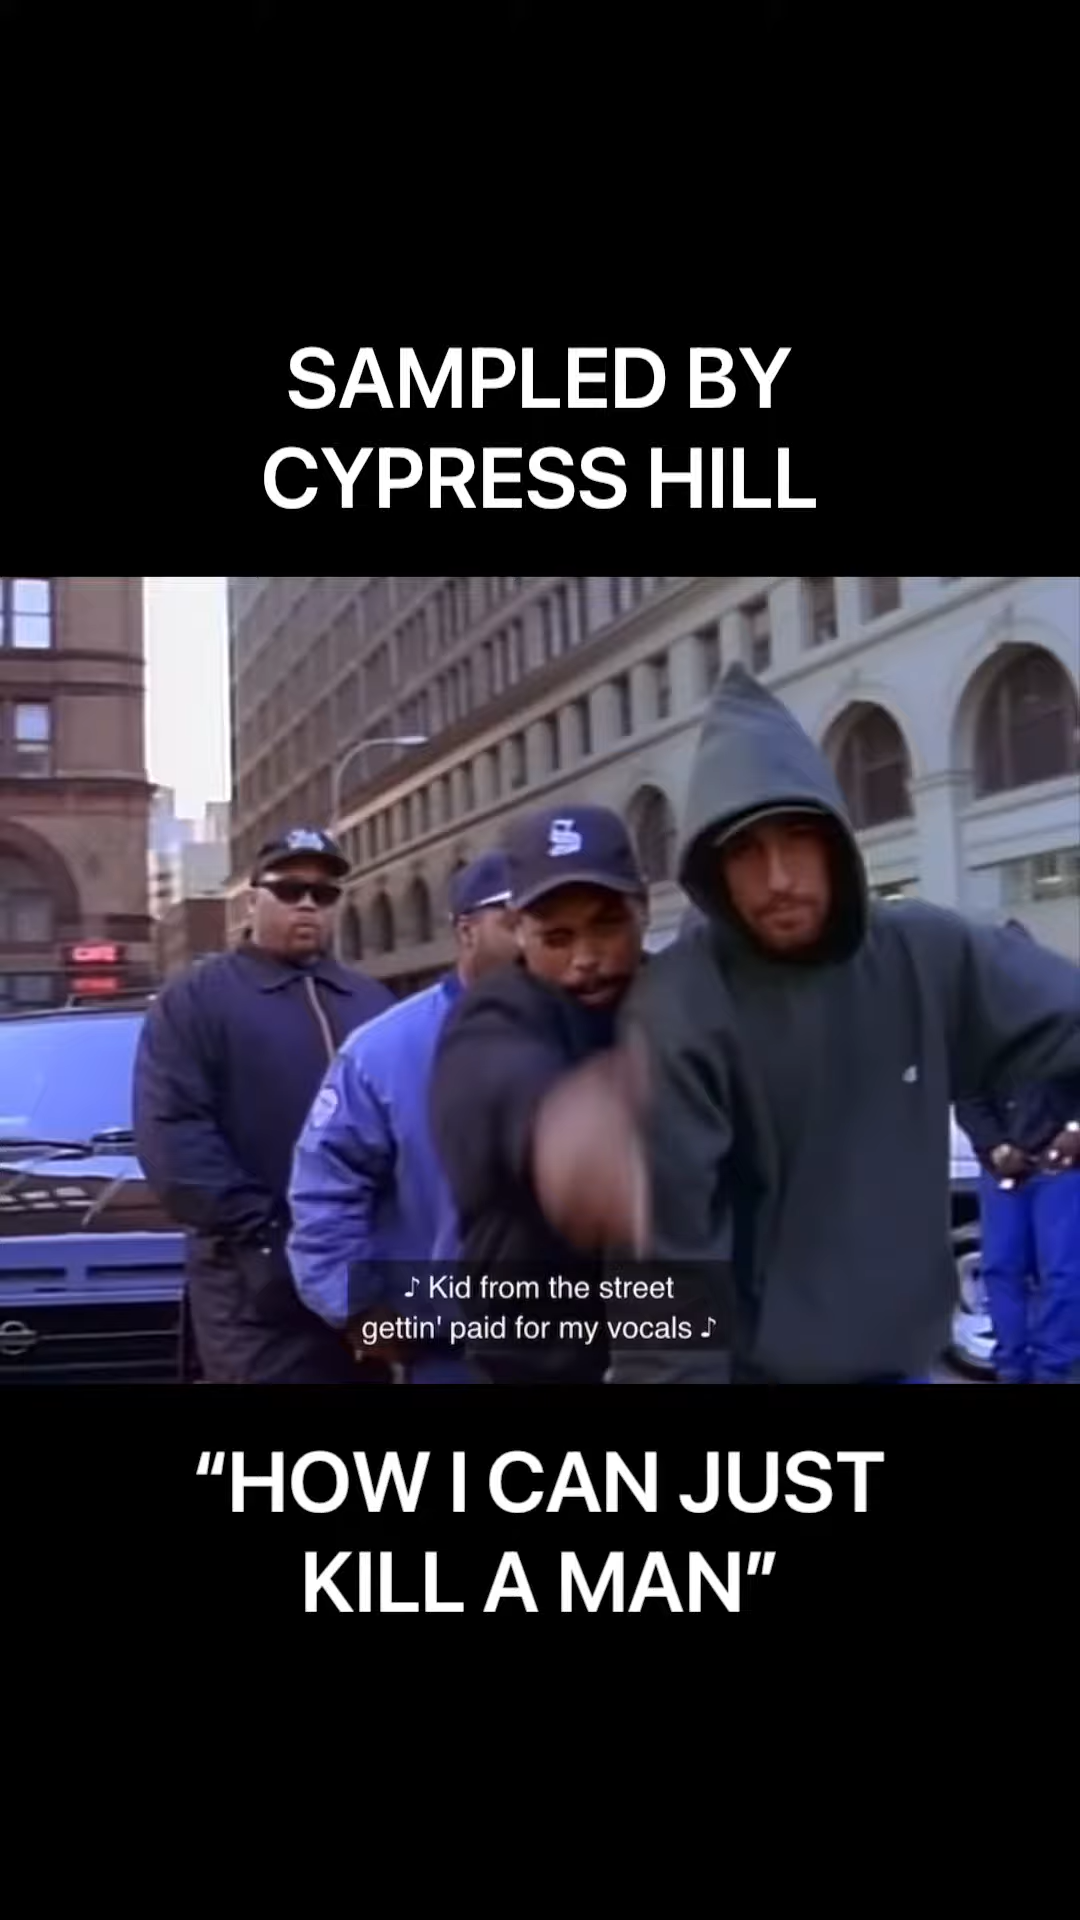 SAMPLED BY
CYPRESS HILL
S
♪ Kid from the street
gettin' paid for my vocals ♪
“HOW I CAN JUST
KILL A MAN”